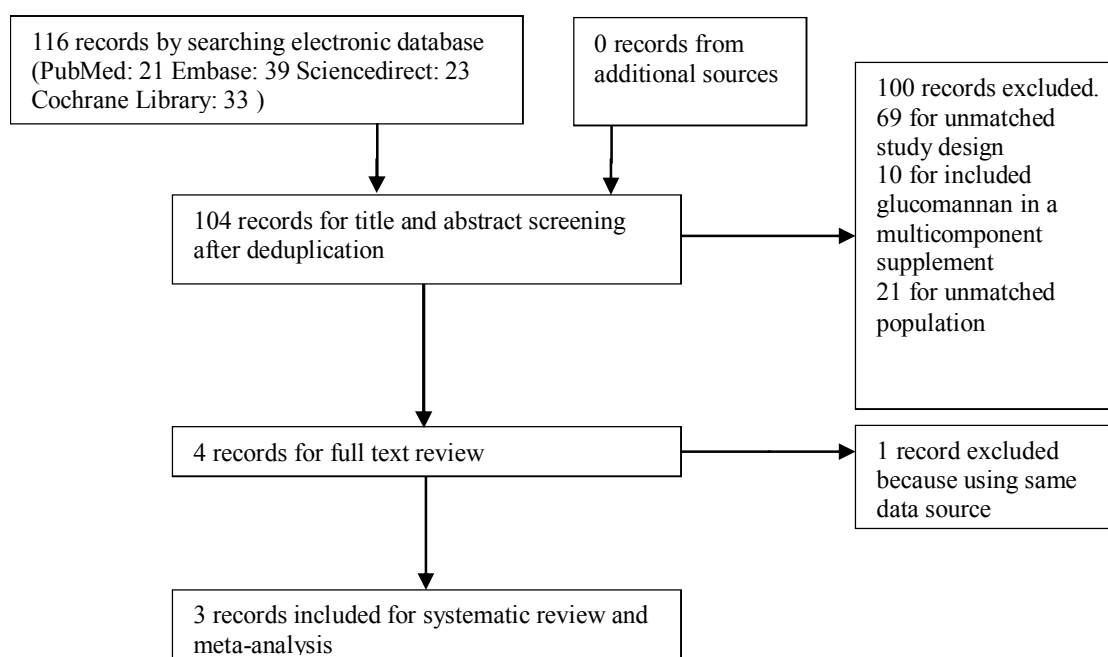 116 records by searching electronic database
(PubMed: 21 Embase: 39 Sciencedirect: 23
Cochrane Library: 33 )
0 records from
additional sources
100 records excluded.
69 for unmatched
study design
10 for included
glucomannan in a
multicomponent
supplement
21 for unmatched
population
104 records for title and abstract screening
after deduplication
4 records for full text review
1 record excluded
because using same
data source
3 records included for systematic review and
meta-analysis